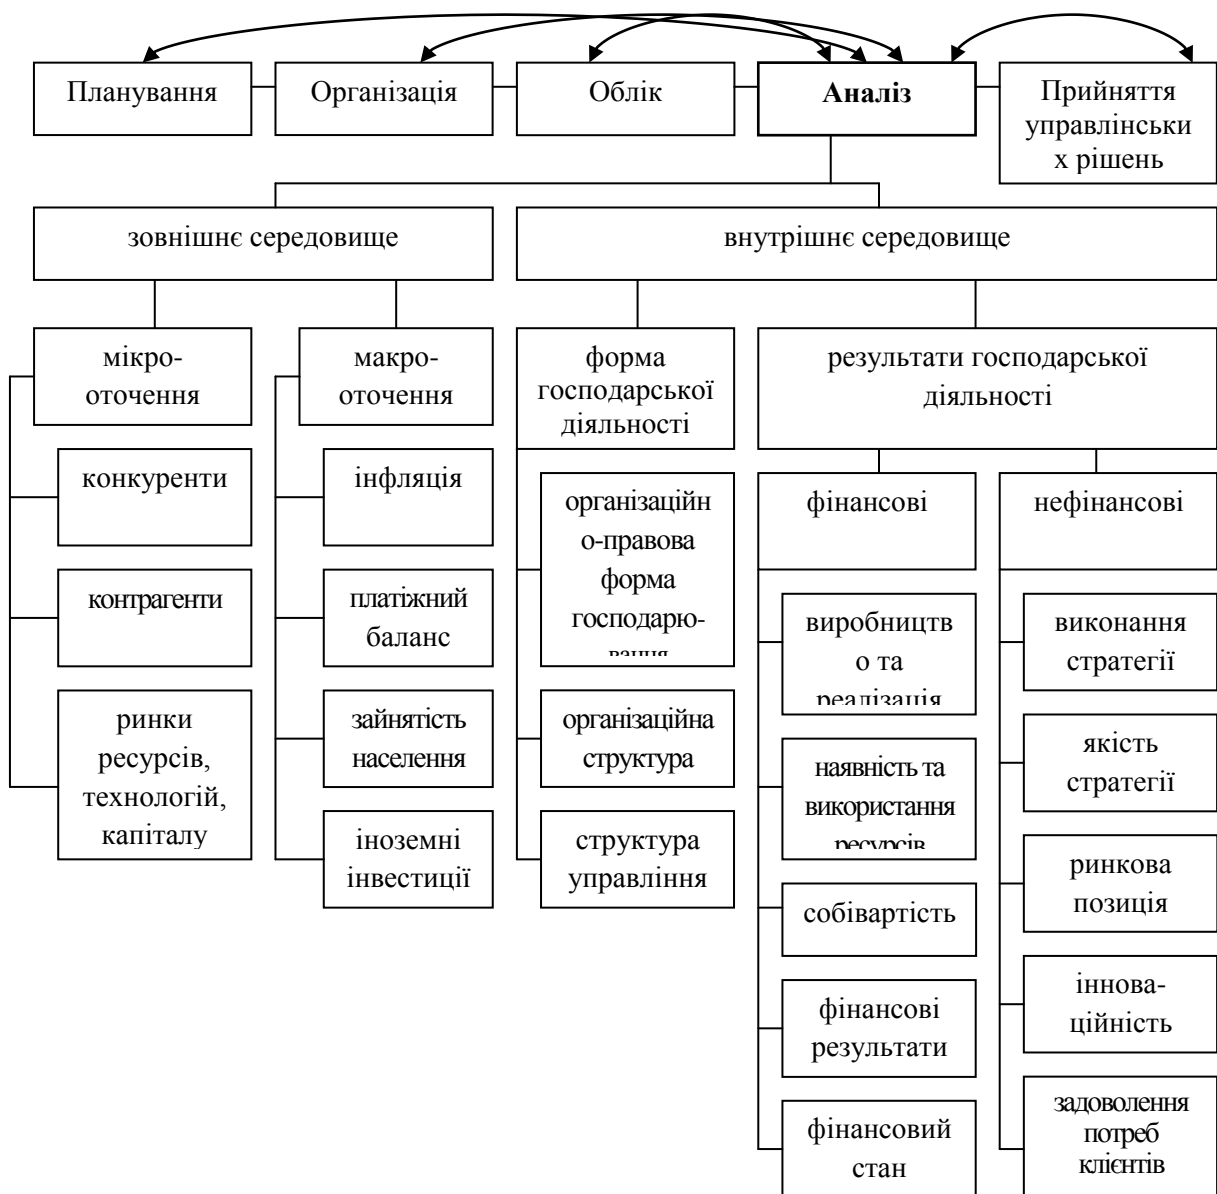 Планування
Організація
Облік
Аналіз
Прийняття
управлінськи
х рішень
зовнішнє середовище
внутрішнє середовище
мікро-
оточення
макро-
оточення
форма
господарської
діяльності
результати господарської
діяльності
конкуренти
інфляція
організаційн
о-правова
форма
господарю-
вання
фінансові
нефінансові
контрагенти
платіжний
баланс
виробництв
о та
реалізація
виконання
стратегії
ринки
ресурсів,
технологій,
капіталу
зайнятість
населення
організаційна
структура
наявність та
використання
ресурсів
якість
стратегії
іноземні
інвестиції
структура
управління
собівартість
ринкова
позиція
фінансові
результати
іннова-
ційність
фінансовий
стан
задоволення
потреб
клієнтів